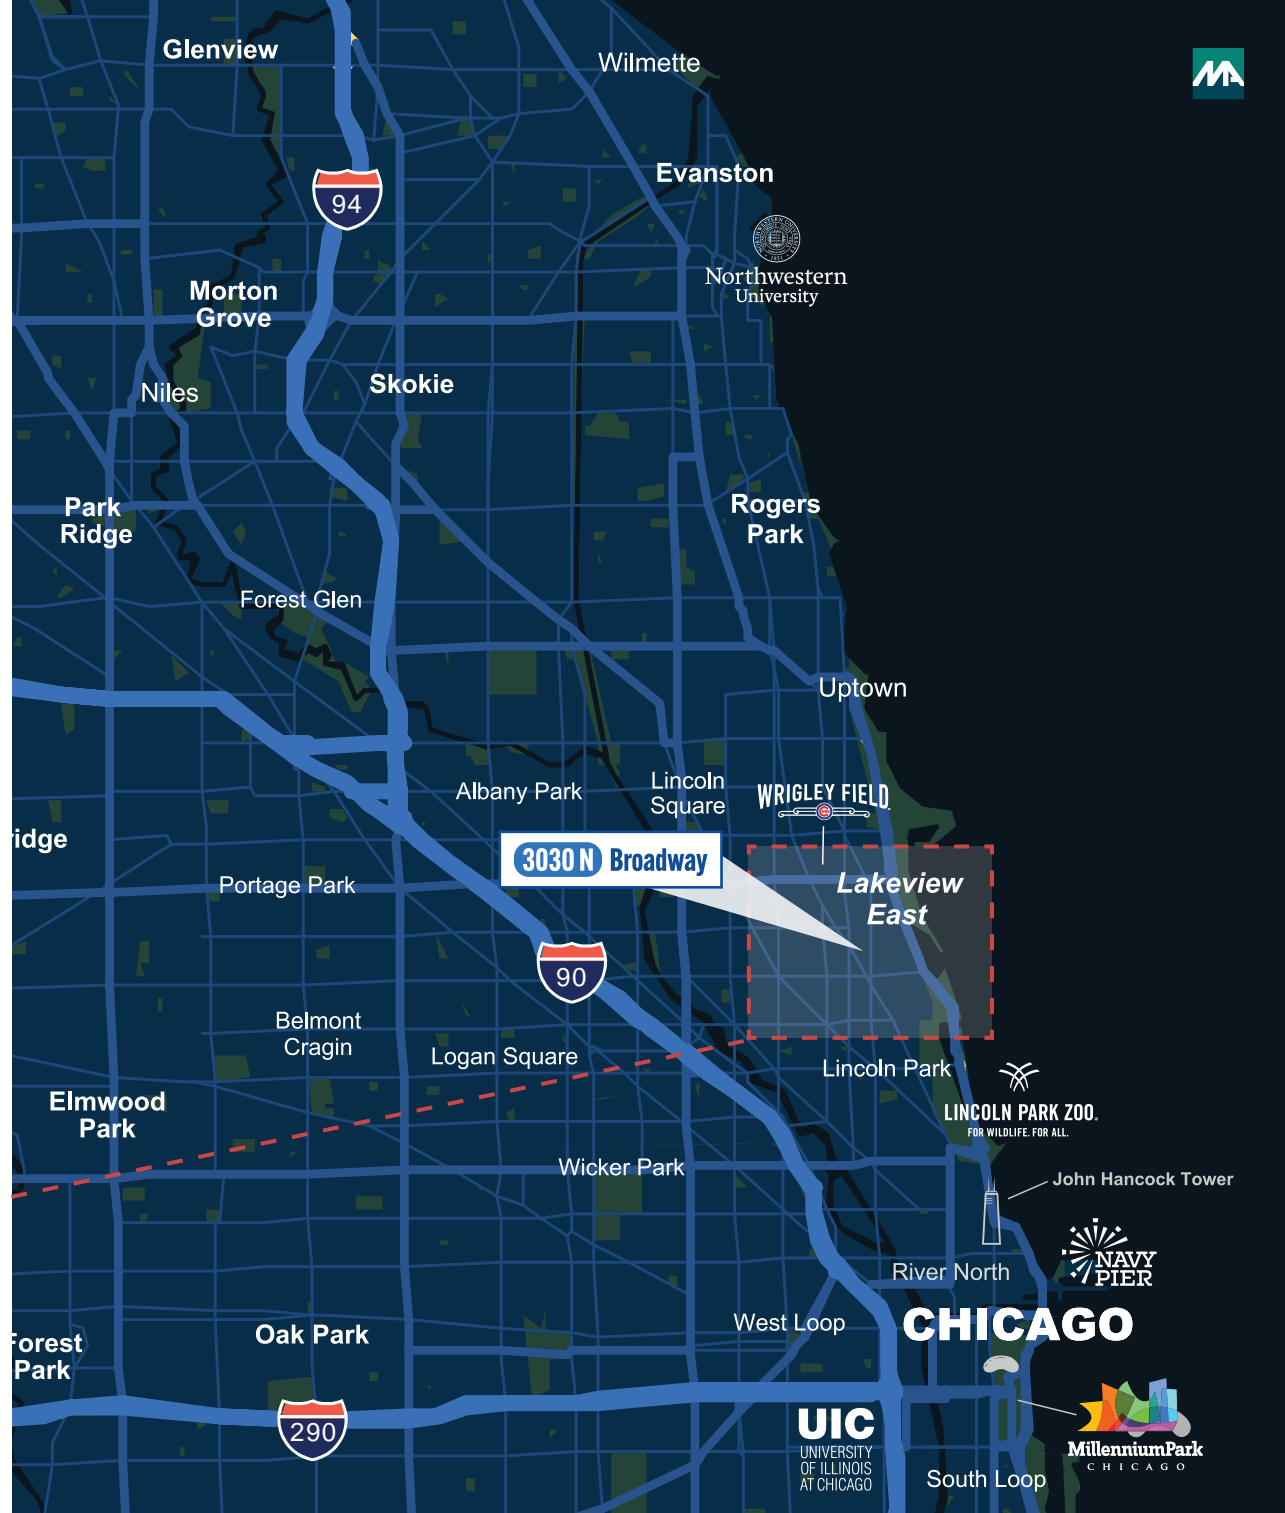 Glenview
Wilmette
MA
Evanston
94
Northwestern
University
Morton
Grove
Skokie
Niles
Park
Ridge
Rogers
Park
Forest Glen
Uptown
Albany Park
Lincoln
Square
WRIGLEY FIELD
ridge
3030 N Broadway
Portage Park
Lakeview
East
90
Belmont
Cragin
Logan Square
Lincoln Park
Elmwood
Park
LINCOLN PARK ZOO.
FOR WILDLIFE. FOR ALL.
Wicker Park
John Hancock Tower
NAVY
PIER
River North
West Loop
CHICAGO
Oak Park
Forest
Park
290
UIC
UNIVERSITY
OF ILLINOIS
AT CHICAGO
MillenniumPark
CHICAGO
South Loop